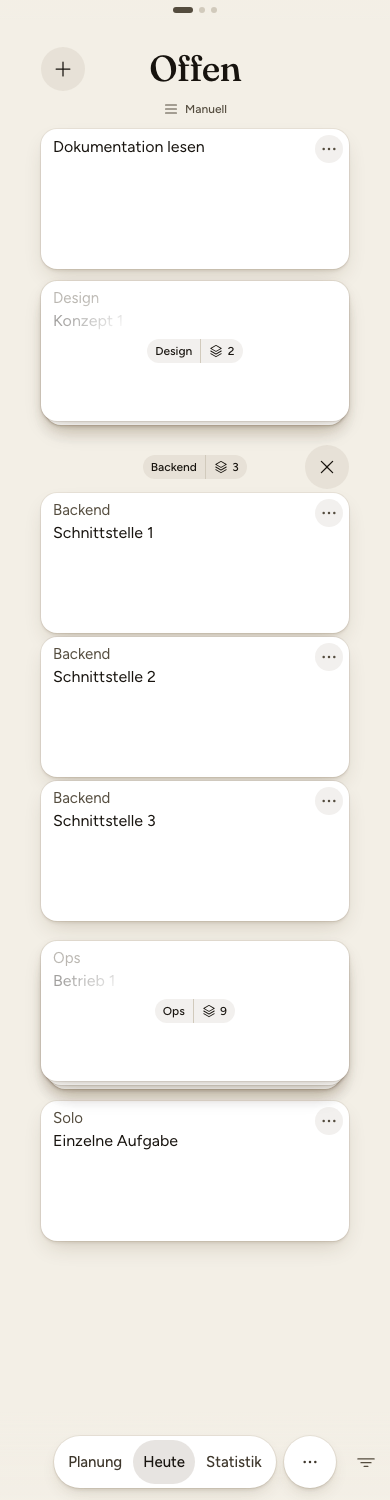 Offen
Manuell
Dokumentation lesen
Design
Konzept 1
Design 2
Backend 3
Backend
Schnittstelle 1
Backend
Schnittstelle 2
Backend
Schnittstelle 3
Ops
Betrieb 1
Ops 9
Solo
Einzelne Aufgabe
Planung Heute Statistik